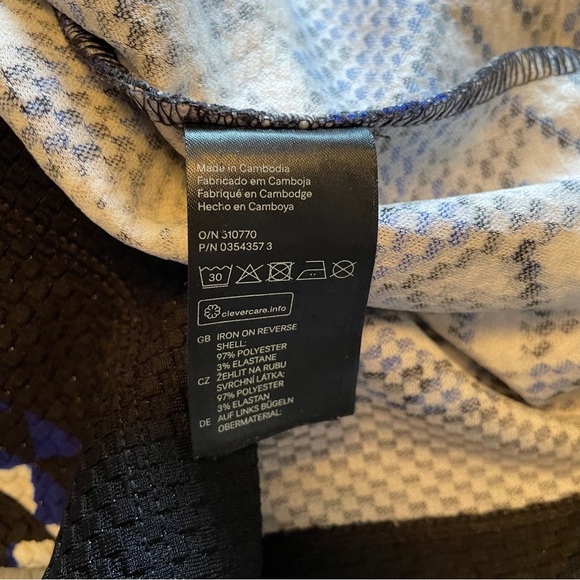 Made in Cambodia
Fabricado em Camboja
Fabriqué en Cambodge
Hecho en Camboya
O/N 310770
P/N 0354357 3
30
clevercare.info
GB IRON ON REVERSE
SHELL:
97% POLYESTER
3% ELASTANE
CZ ŽEHLIT NA RUBU
SVRCHNÍ LÁTKA:
97% POLYESTER
3% ELASTAN
DE AUF LINKS BÜGELN
OBERMATERIAL: